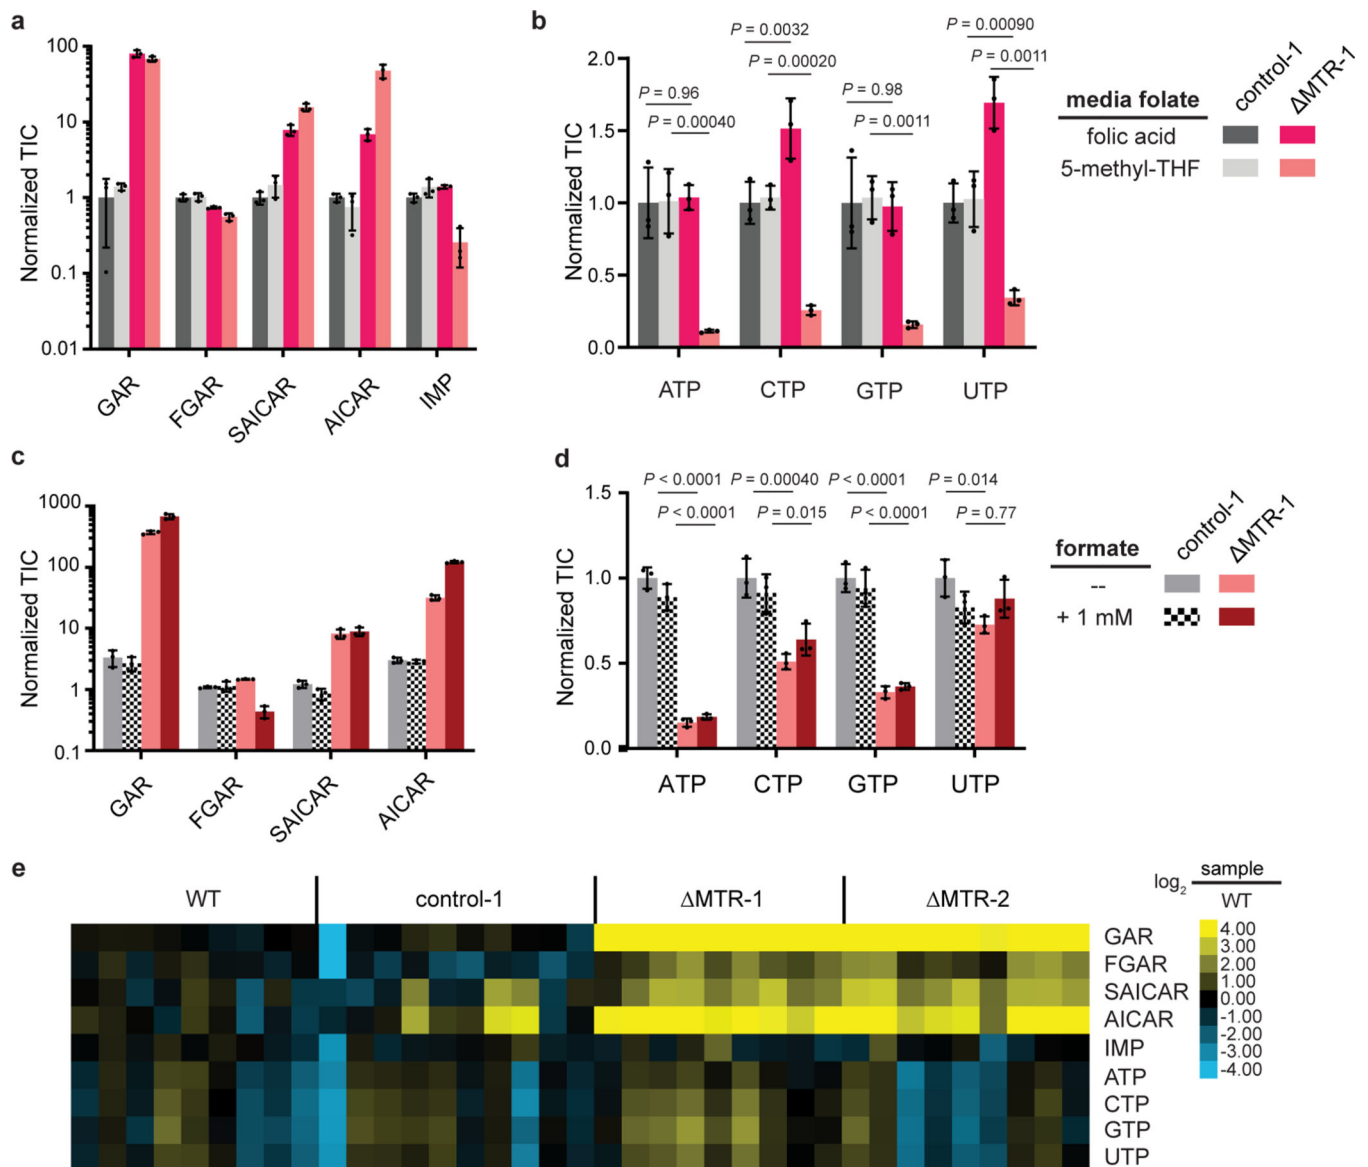 a
100
10
1
0.1
0.01
Normalized TIC
GAR
FGAR
SAICAR
AICAR
IMP
b
P = 0.0032
P = 0.00090
P = 0.00020
P = 0.0011
P = 0.96
P = 0.98
P = 0.00040
P = 0.0011
2.0
1.5
1.0
0.5
0.0
Normalized TIC
ATP
CTP
GTP
UTP
media folate
control-1
ΔMTR-1
folic acid
5-methyl-THF
c
1000
100
10
1
0.1
Normalized TIC
GAR
FGAR
SAICAR
AICAR
d
P < 0.0001
P = 0.00040
P < 0.0001
P = 0.014
P < 0.0001
P = 0.015
P < 0.0001
P = 0.77
1.5
1.0
0.5
0.0
Normalized TIC
ATP
CTP
GTP
UTP
formate
control-1
ΔMTR-1
--
+ 1 mM
e
WT
control-1
ΔMTR-1
ΔMTR-2
GAR
FGAR
SAICAR
AICAR
IMP
ATP
CTP
GTP
UTP
log2 sample
WT
4.00
3.00
2.00
1.00
0.00
-1.00
-2.00
-3.00
-4.00